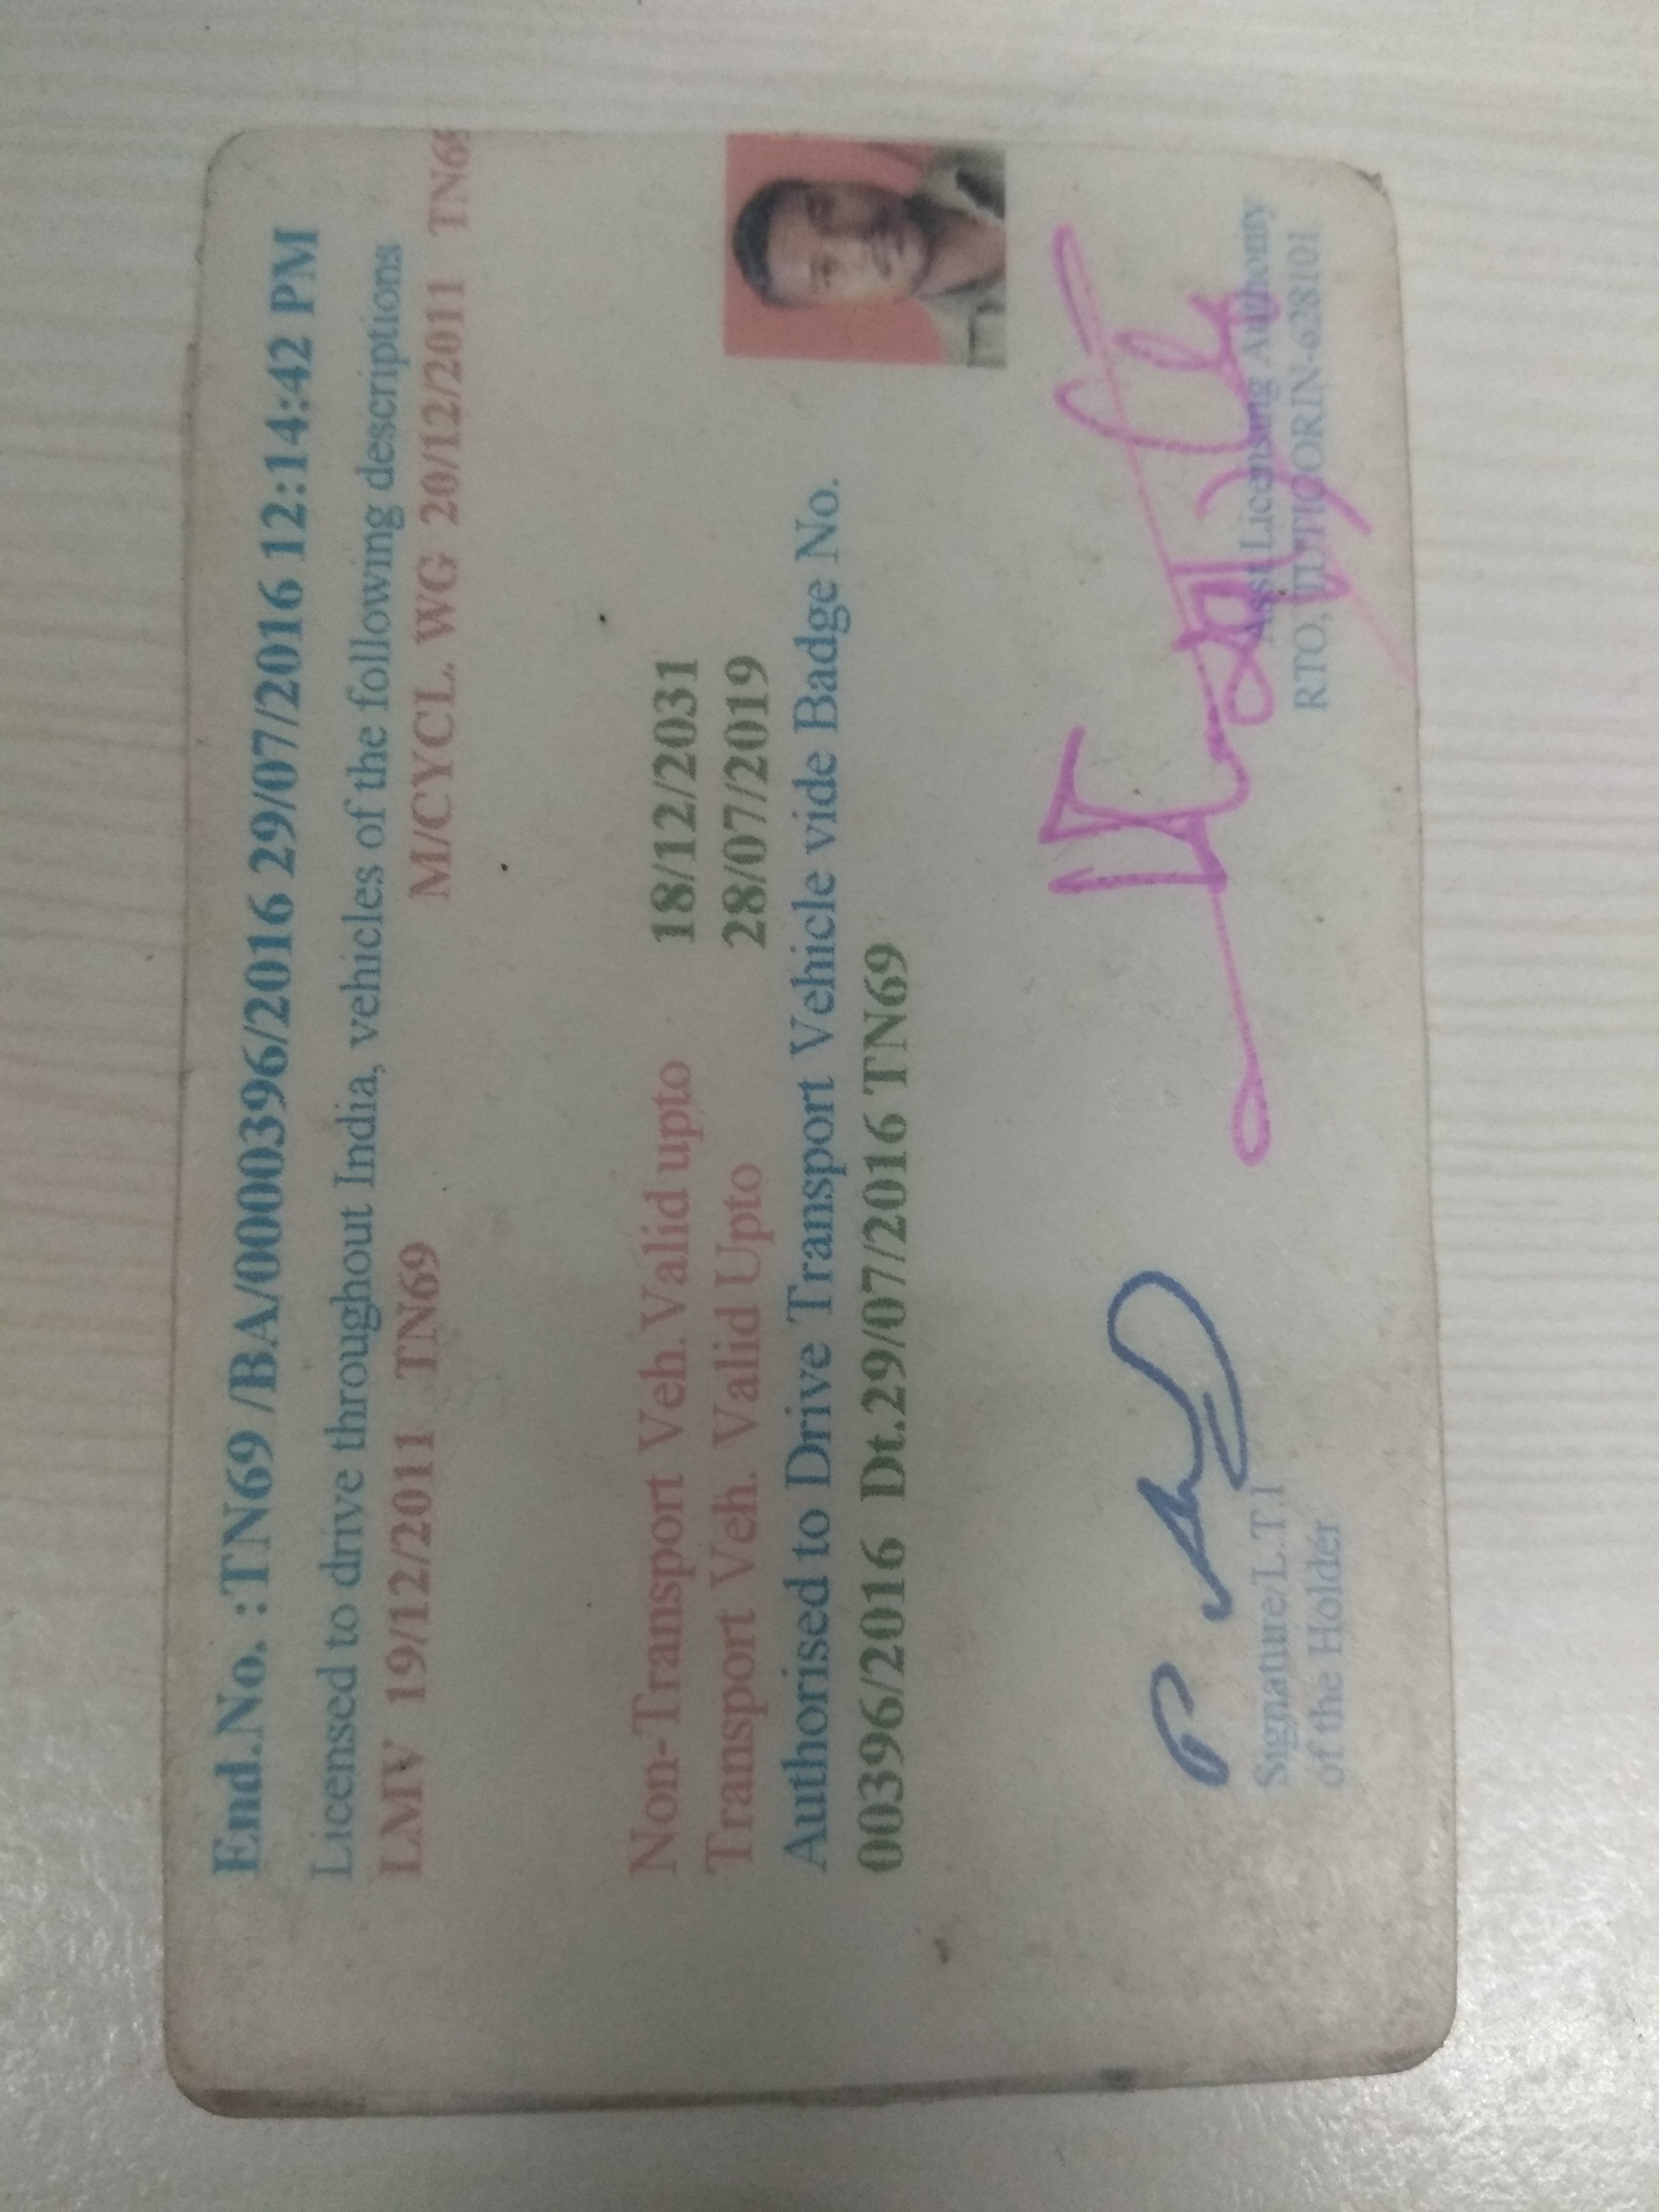 End.No. :TN69 /BA/0000396/2016 29/07/2016 12:14:42 PM
Licensed to drive throughout India, vehicles of the following descriptions
LMV 19/12/2011 TN69 M/CYCL. WG 20/12/2011 TN69
Non-Transport Veh.Valid upto 18/12/2031
Transport Veh. Valid Upto 28/07/2019
Authorised to Drive Transport Vehicle vide Badge No.
00396/2016 Dt.29/07/2016 TN69
Signature/L.T.I
of the Holder
Asst Licensing Authority
RTO, TUTHOORIN-628101